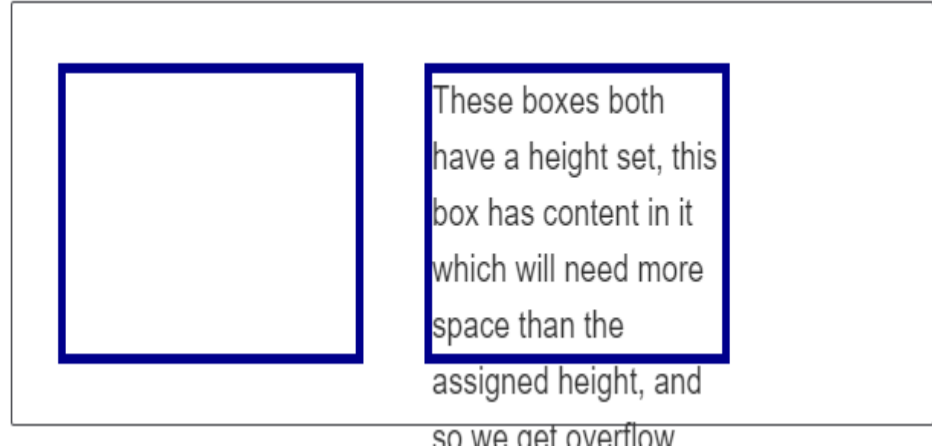 These boxes both
have a height set, this
box has content in it
which will need more
space than the
assigned height, and
so we get overflow